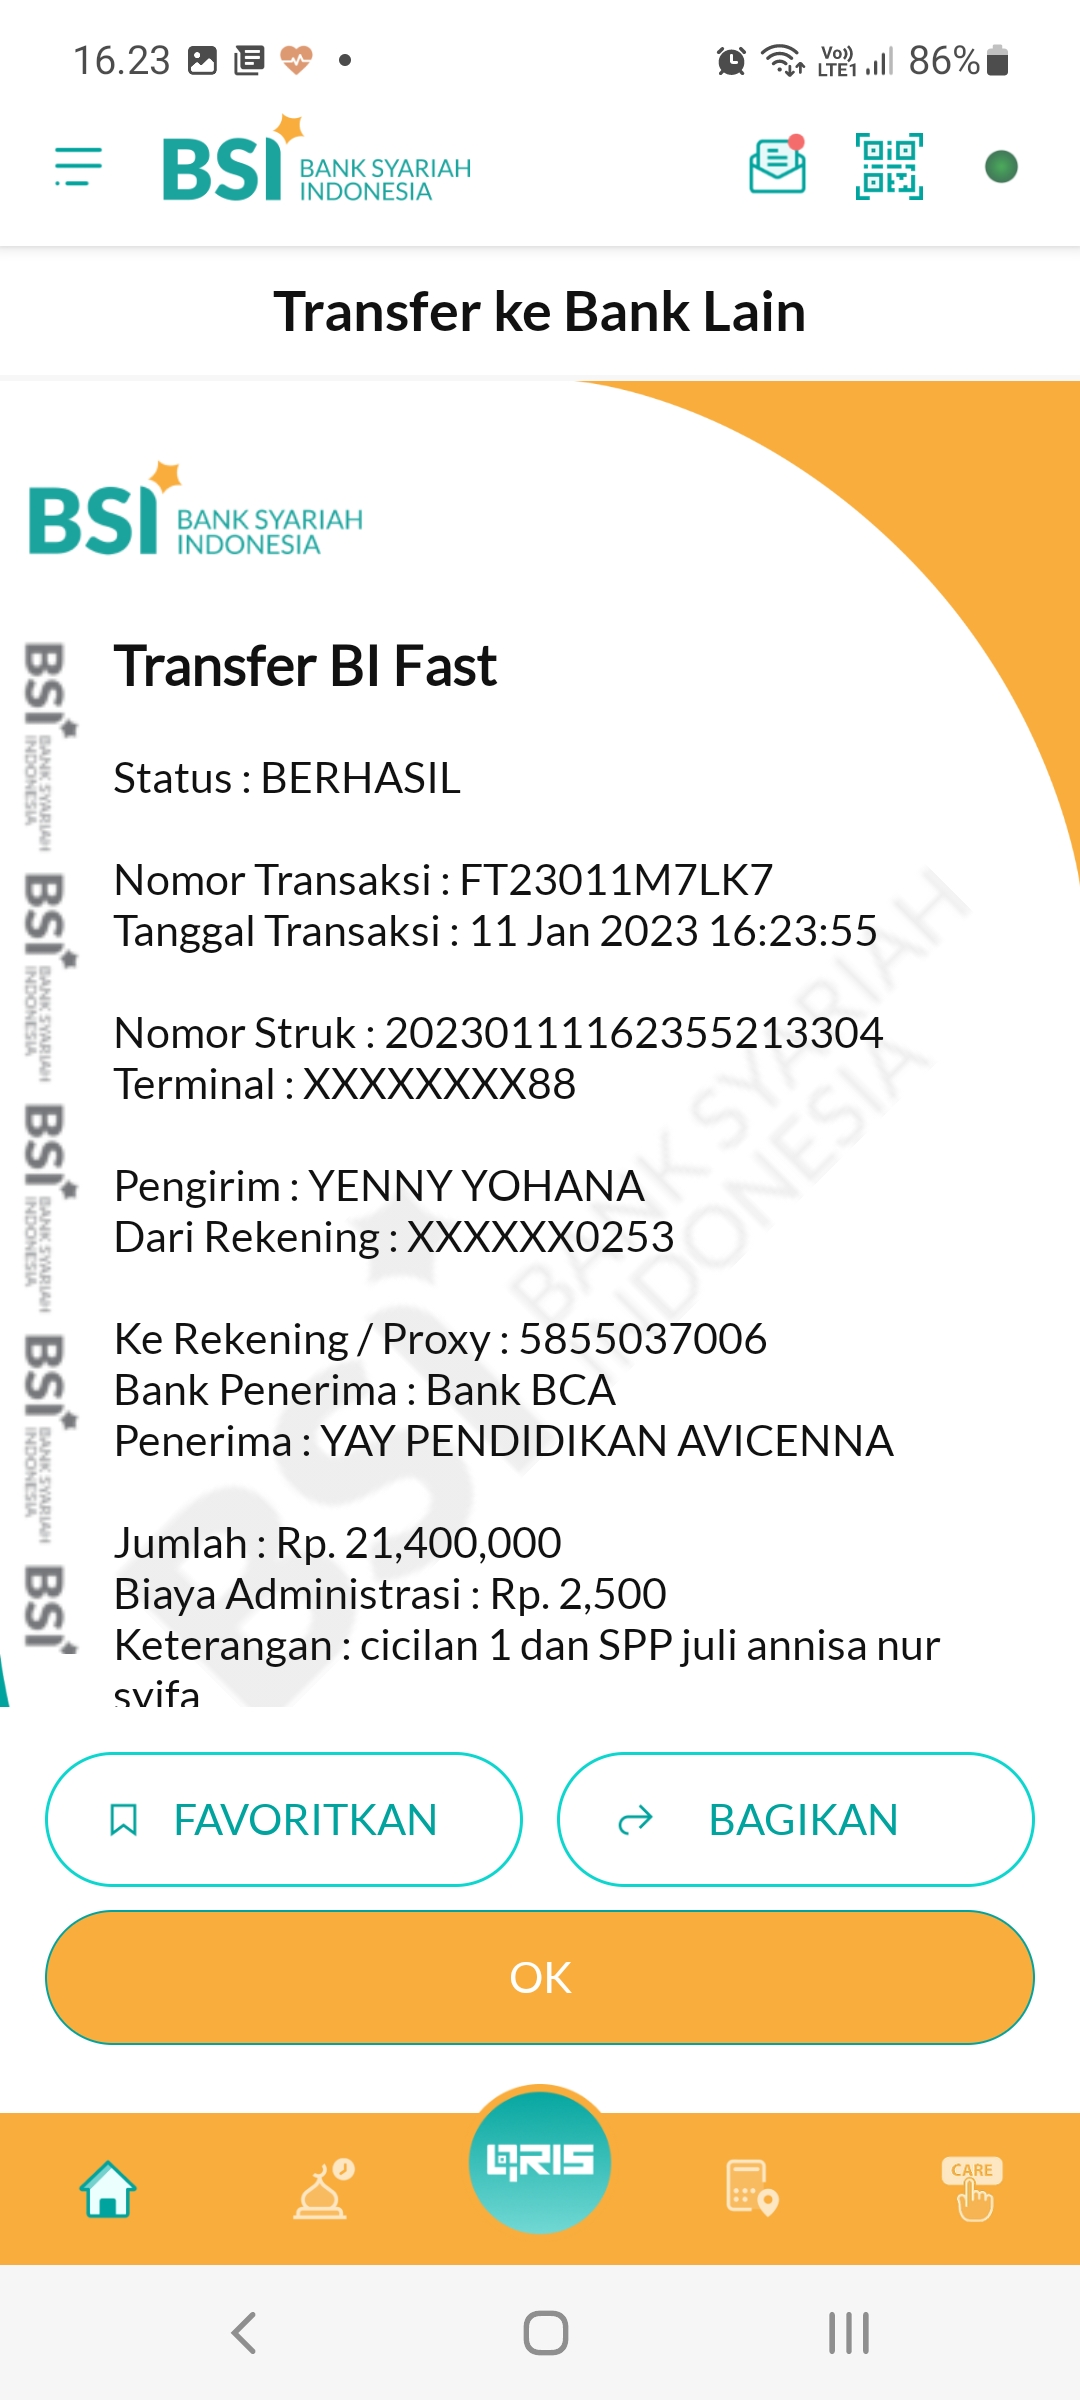 16.23
Vo)) LTE1 86%
BSI BANK SYARIAH INDONESIA
Transfer ke Bank Lain
BSI BANK SYARIAH INDONESIA
Transfer BI Fast
Status : BERHASIL
Nomor Transaksi : FT23011M7LK7
Tanggal Transaksi : 11 Jan 2023 16:23:55
Nomor Struk : 20230111162355213304
Terminal : XXXXXXXX88
Pengirim : YENNY YOHANA
Dari Rekening : XXXXXX0253
Ke Rekening / Proxy : 5855037006
Bank Penerima : Bank BCA
Penerima : YAY PENDIDIKAN AVICENNA
Jumlah : Rp. 21,400,000
Biaya Administrasi : Rp. 2,500
Keterangan : cicilan 1 dan SPP juli annisa nur
syifa
BSI BANK SYARIAH INDONESIA
BSI BANK SYARIAH INDONESIA
BSI BANK SYARIAH INDONESIA
BSI BANK SYARIAH INDONESIA
BSI
BSI BANK SYARIAH INDONESIA
FAVORITKAN
BAGIKAN
OK
QRIS
CARE